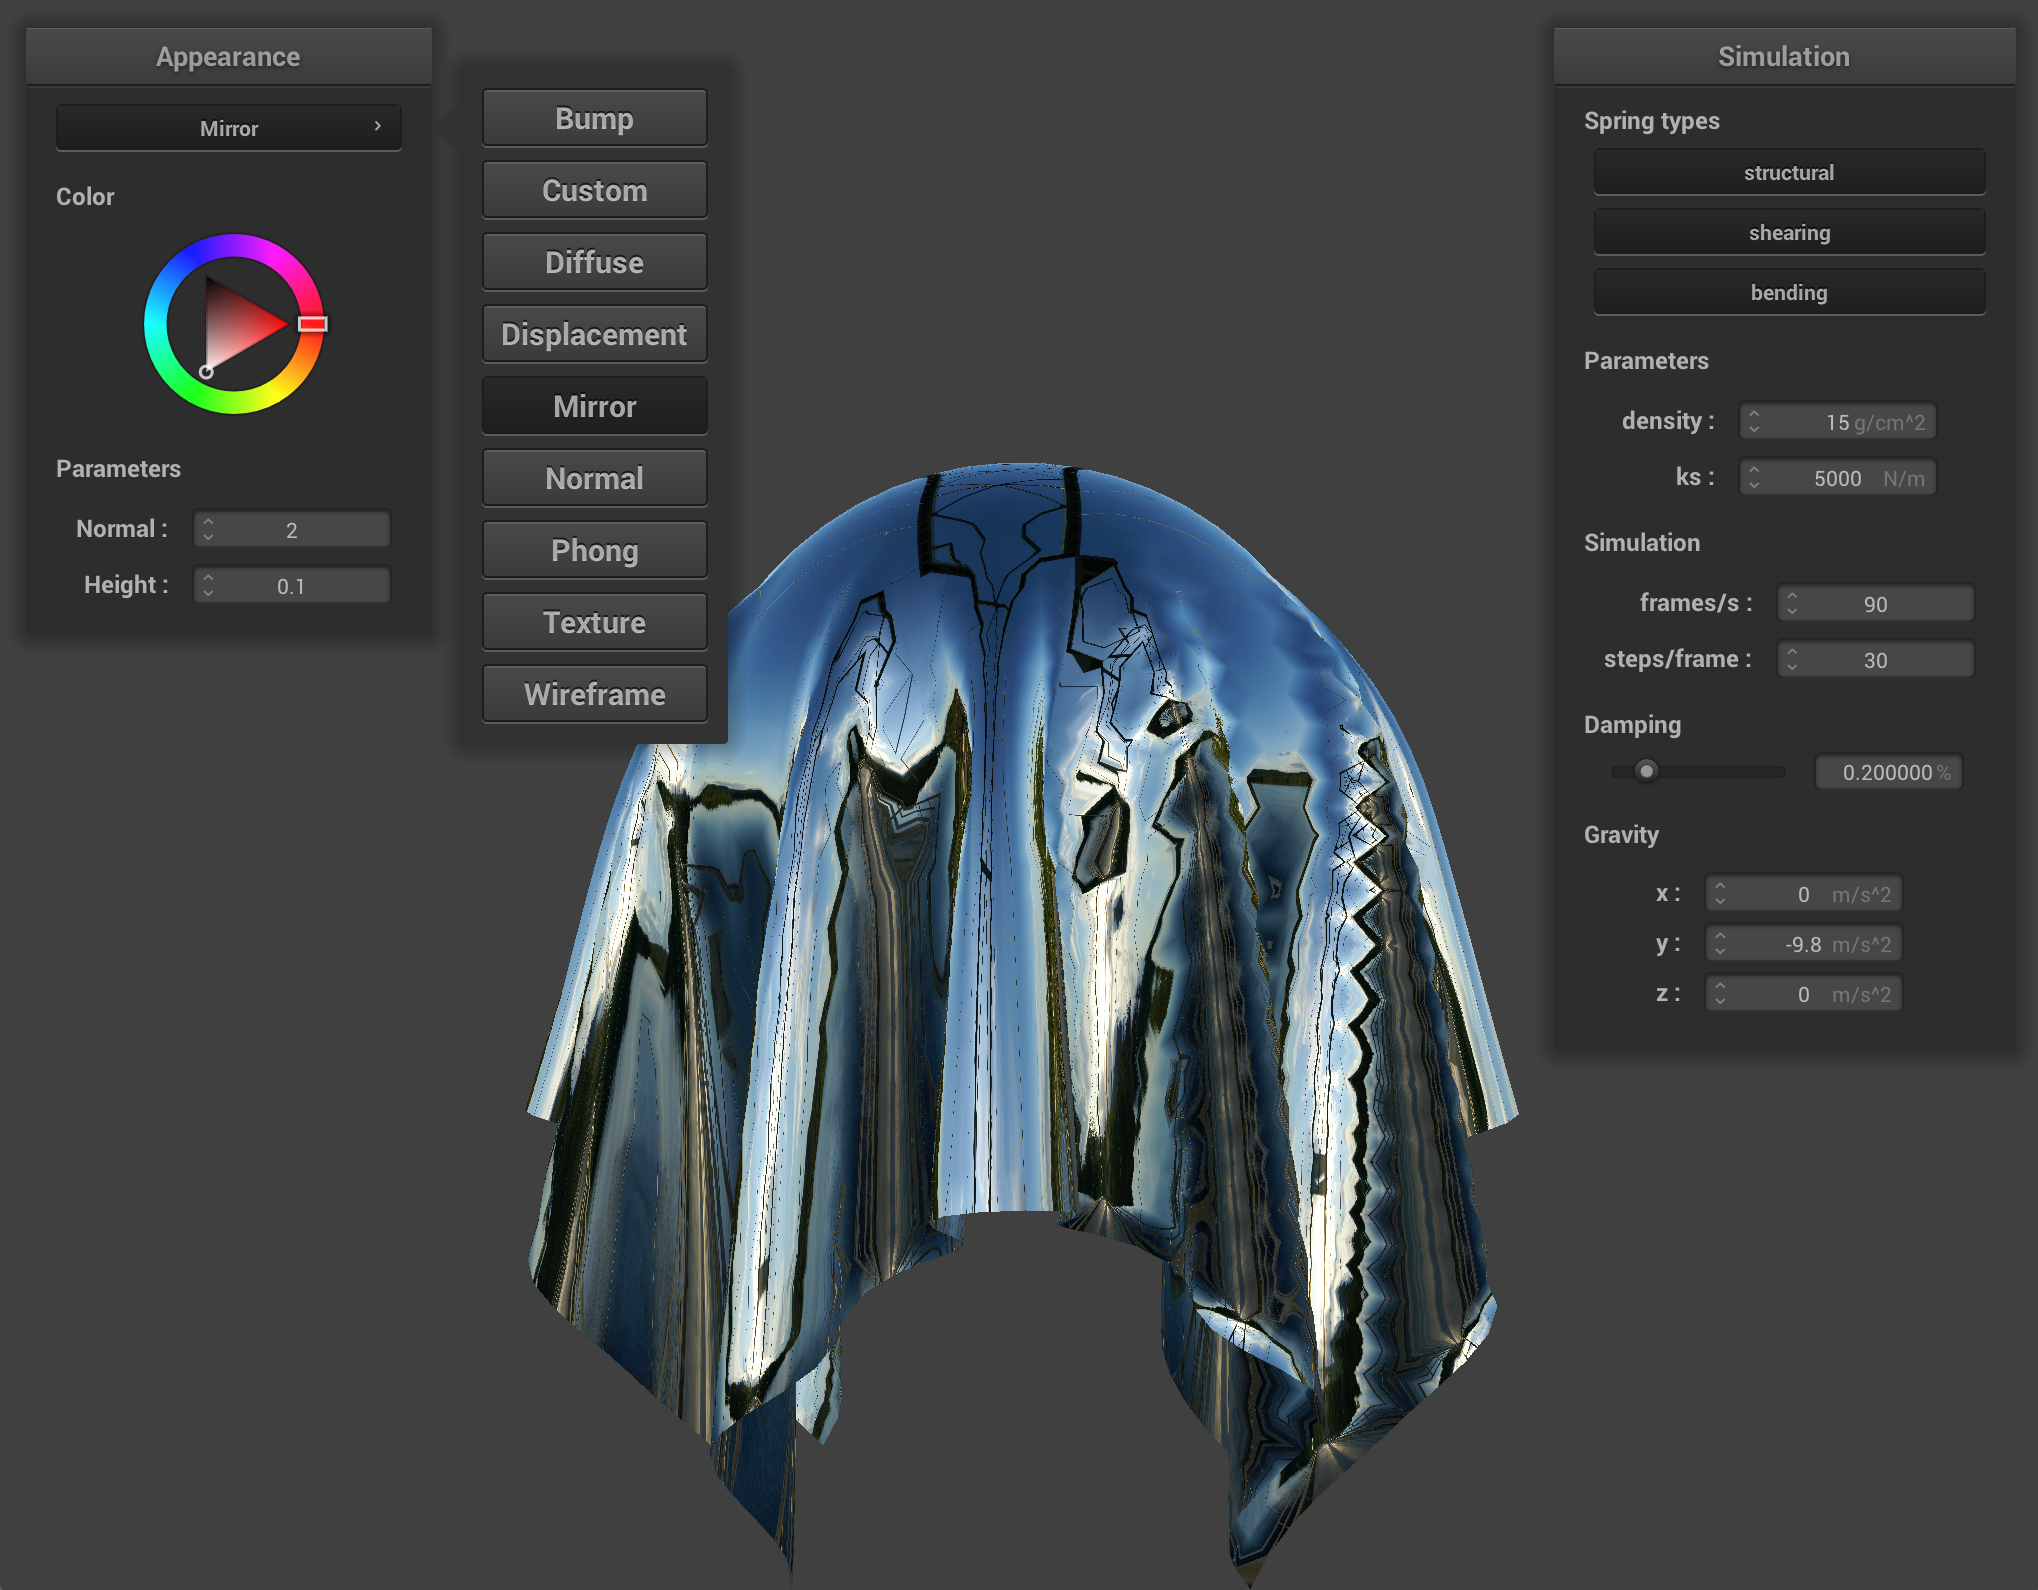 Appearance
Mirror
Color
Parameters
Normal : 2
Height : 0.1
Bump
Custom
Diffuse
Displacement
Mirror
Normal
Phong
Texture
Wireframe
Simulation
Spring types
structural
shearing
bending
Parameters
density : 15 g/cm^2
ks : 5000 N/m
Simulation
frames/s : 90
steps/frame : 30
Damping
0.200000 %
Gravity
x : 0 m/s^2
y : -9.8 m/s^2
z : 0 m/s^2